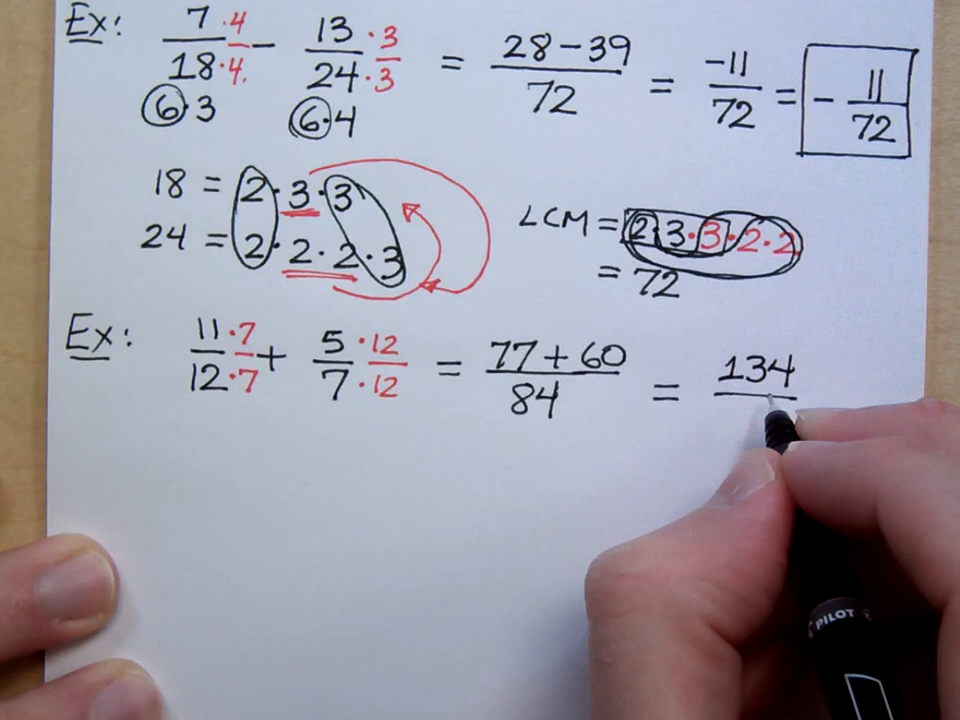 Ex: 7/18 ·4/·4 − 13/24 ·3/·3 = 28 − 39/72 = -11/72 = - 11/72
6·3 6·4
18 = 2·3·3
24 = 2·2·2·3
LCM = 2·3·3·2·2
= 72
Ex: 11/12 ·7/·7 + 5/7 ·12/·12 = 77 + 60/84 = 134
PILOT